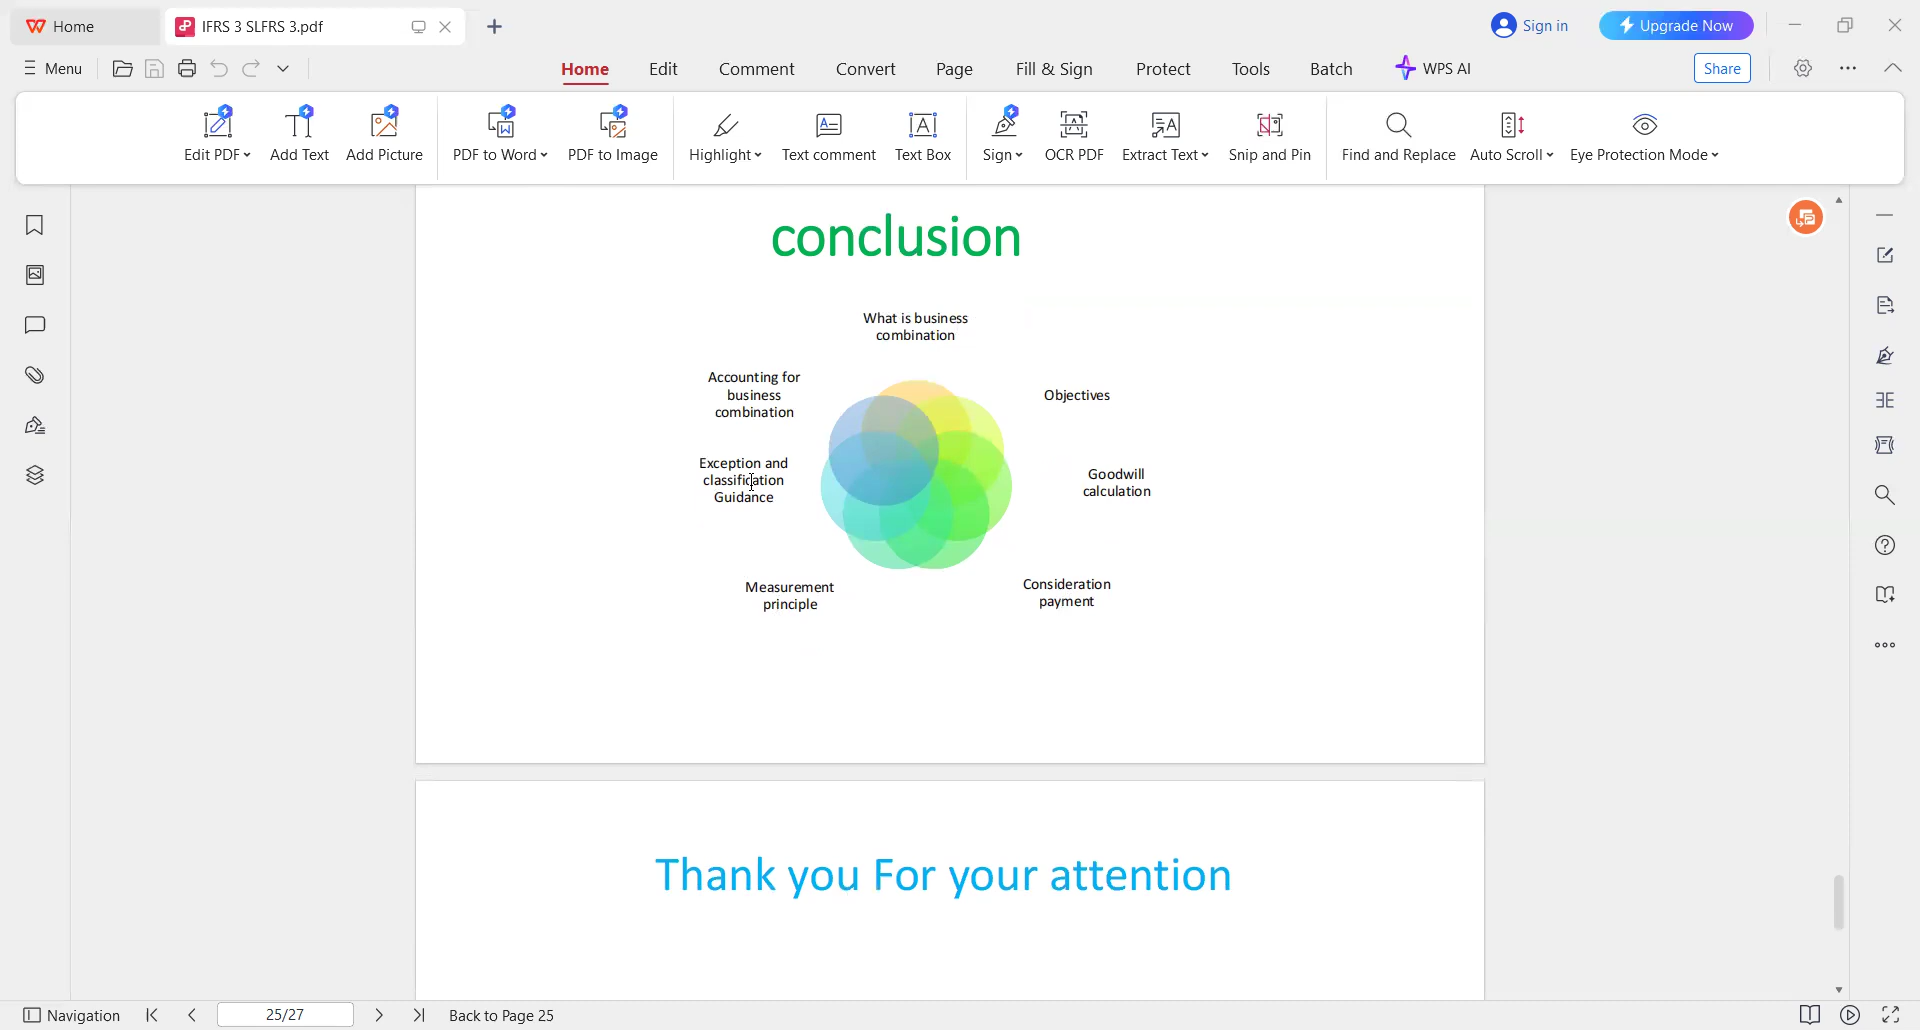 Home
IFRS 3 SLFRS 3.pdf
Sign in
Upgrade Now
Menu
Home
Edit
Comment
Convert
Page
Fill & Sign
Protect
Tools
Batch
WPS AI
Share
Edit PDF
Add Text
Add Picture
PDF to Word
PDF to Image
Highlight
Text comment
Text Box
Sign
OCR PDF
Extract Text
Snip and Pin
Find and Replace
Auto Scroll
Eye Protection Mode
conclusion
What is business
combination
Accounting for
business
combination
Objectives
Exception and
classification
Guidance
Goodwill
calculation
Measurement
principle
Consideration
payment
Thank you For your attention
Navigation
25/27
Back to Page 25